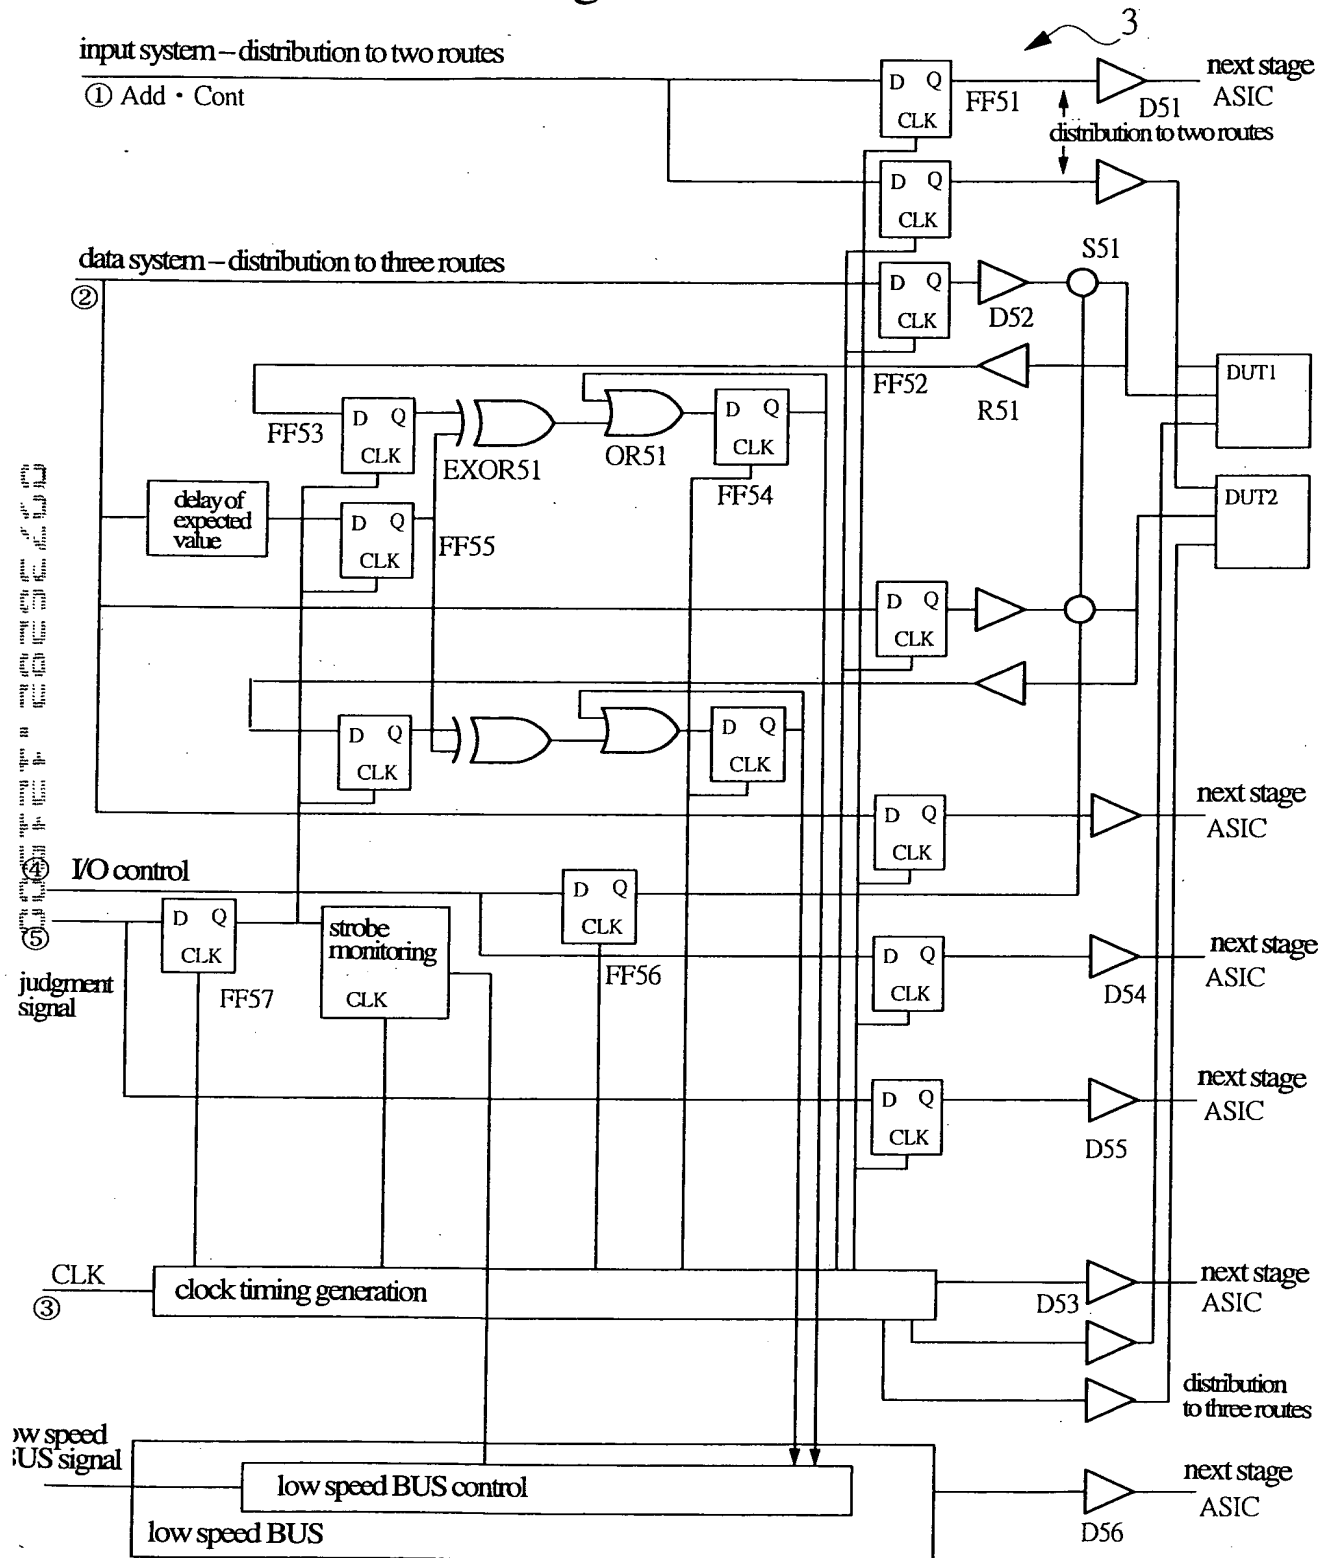 3
input system – distribution to two routes
① Add・Cont
D Q
CLK
FF51
D51
next stage
ASIC
distribution to two routes
D Q
CLK
data system – distribution to three routes
②
D Q
CLK
D52
S51
FF52
R51
DUT1
FF53
D Q
CLK
EXOR51
OR51
D Q
CLK
FF54
delay of
expected
value
D Q
CLK
FF55
DUT2
D Q
CLK
D Q
CLK
D Q
CLK
D Q
CLK
next stage
ASIC
④ I/O control
⑤
judgment
signal
D Q
CLK
FF57
strobe
monitoring
CLK
D Q
CLK
FF56
D Q
CLK
D54
next stage
ASIC
D Q
CLK
D55
next stage
ASIC
CLK
③
clock timing generation
D53
next stage
ASIC
distribution
to three routes
BUS signal
speed
low speed BUS control
low speed BUS
D56
next stage
ASIC